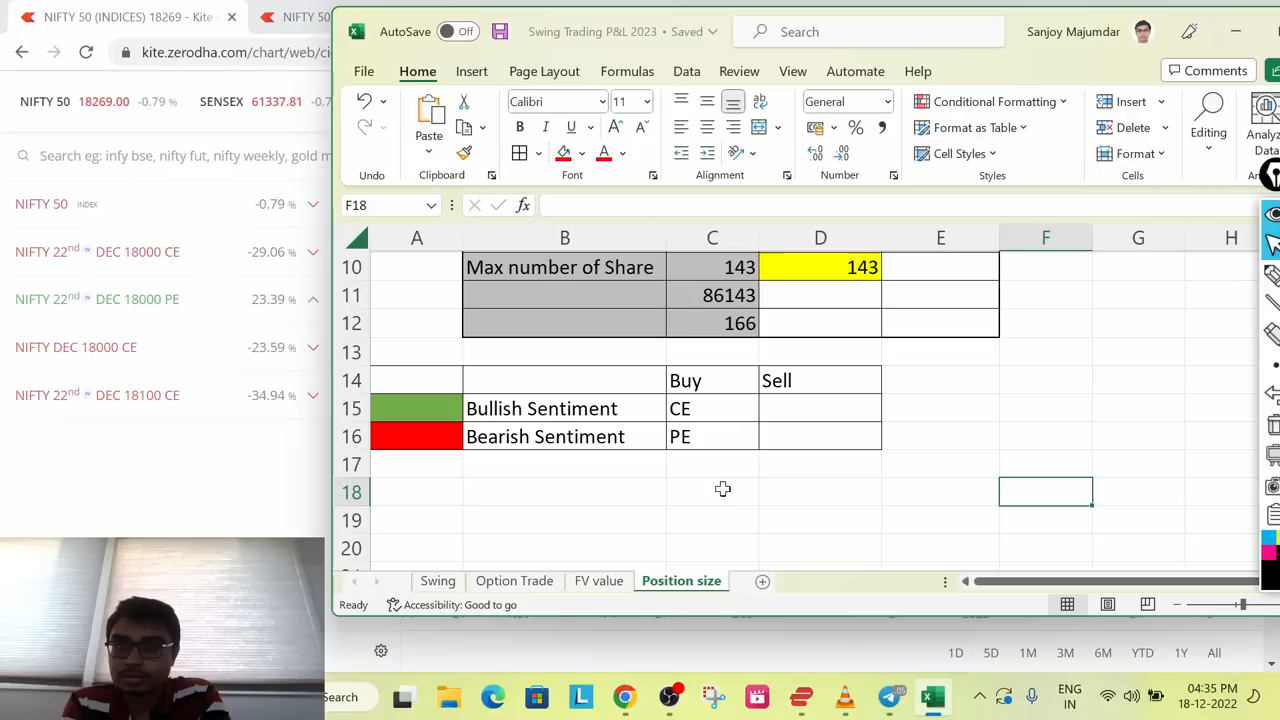 NIFTY 50 (INDICES) 18269 - Kite
NIFTY 50
kite.zerodha.com/chart/web/ci
NIFTY 50 18269.00 -0.79 % SENSEX 61337.81 -0.7
Search eg: infy bse, nifty fut, nifty weekly, gold m
NIFTY 50 INDEX -0.79 %
NIFTY 22nd w DEC 18000 CE -29.06 %
NIFTY 22nd w DEC 18000 PE 23.39 %
NIFTY DEC 18000 CE -23.59 %
NIFTY 22nd w DEC 18100 CE -34.94 %
AutoSave Off Swing Trading P&L 2023 • Saved Search Sanjoy Majumdar
File Home Insert Page Layout Formulas Data Review View Automate Help Comments
Paste
Calibri 11
B I U A A
General
% ,
Conditional Formatting
Format as Table
Cell Styles
Insert
Delete
Format
Editing
Analyz
Data
Undo Clipboard Font Alignment Number Styles Cells
F18 fx
A B C D E F G H
10 Max number of Share 143 143
11 86143
12 166
13
14 Buy Sell
15 Bullish Sentiment CE
16 Bearish Sentiment PE
17
18
19
20
Swing Option Trade FV value Position size
Ready Accessibility: Good to go
1D 5D 1M 3M 6M YTD 1Y All
Search
ENG
IN
04:35 PM
18-12-2022